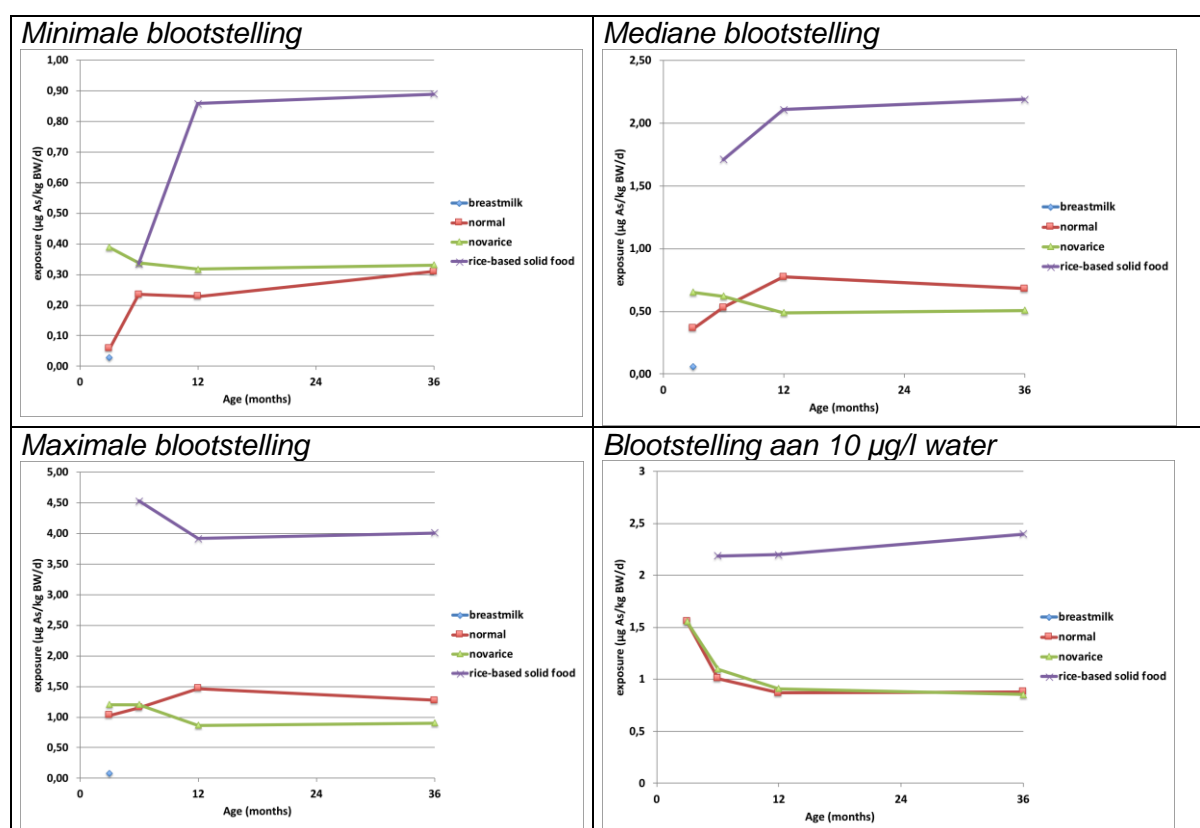 Minimale blootstelling
1,00
0,90
0,80
0,70
0,60
0,50
0,40
0,30
0,20
0,10
0,00
0 12 24 36
exposure (µg As/kg BW/d)
Age (months)
breastmilk
normal
novarice
rice-based solid food
Mediane blootstelling
2,50
2,00
1,50
1,00
0,50
0,00
0 12 24 36
exposure (µg As/kg BW/d)
Age (months)
breastmilk
normal
novarice
rice-based solid food
Maximale blootstelling
5,00
4,50
4,00
3,50
3,00
2,50
2,00
1,50
1,00
0,50
0,00
0 12 24 36
exposure (µg As/kg BW/d)
Age (months)
breastmilk
normal
novarice
rice-based solid food
Blootstelling aan 10 µg/l water
3
2,5
2
1,5
1
0,5
0
0 12 24 36
exposure (µg As/kg BW/d)
Age (months)
breastmilk
normal
novarice
rice-based solid food